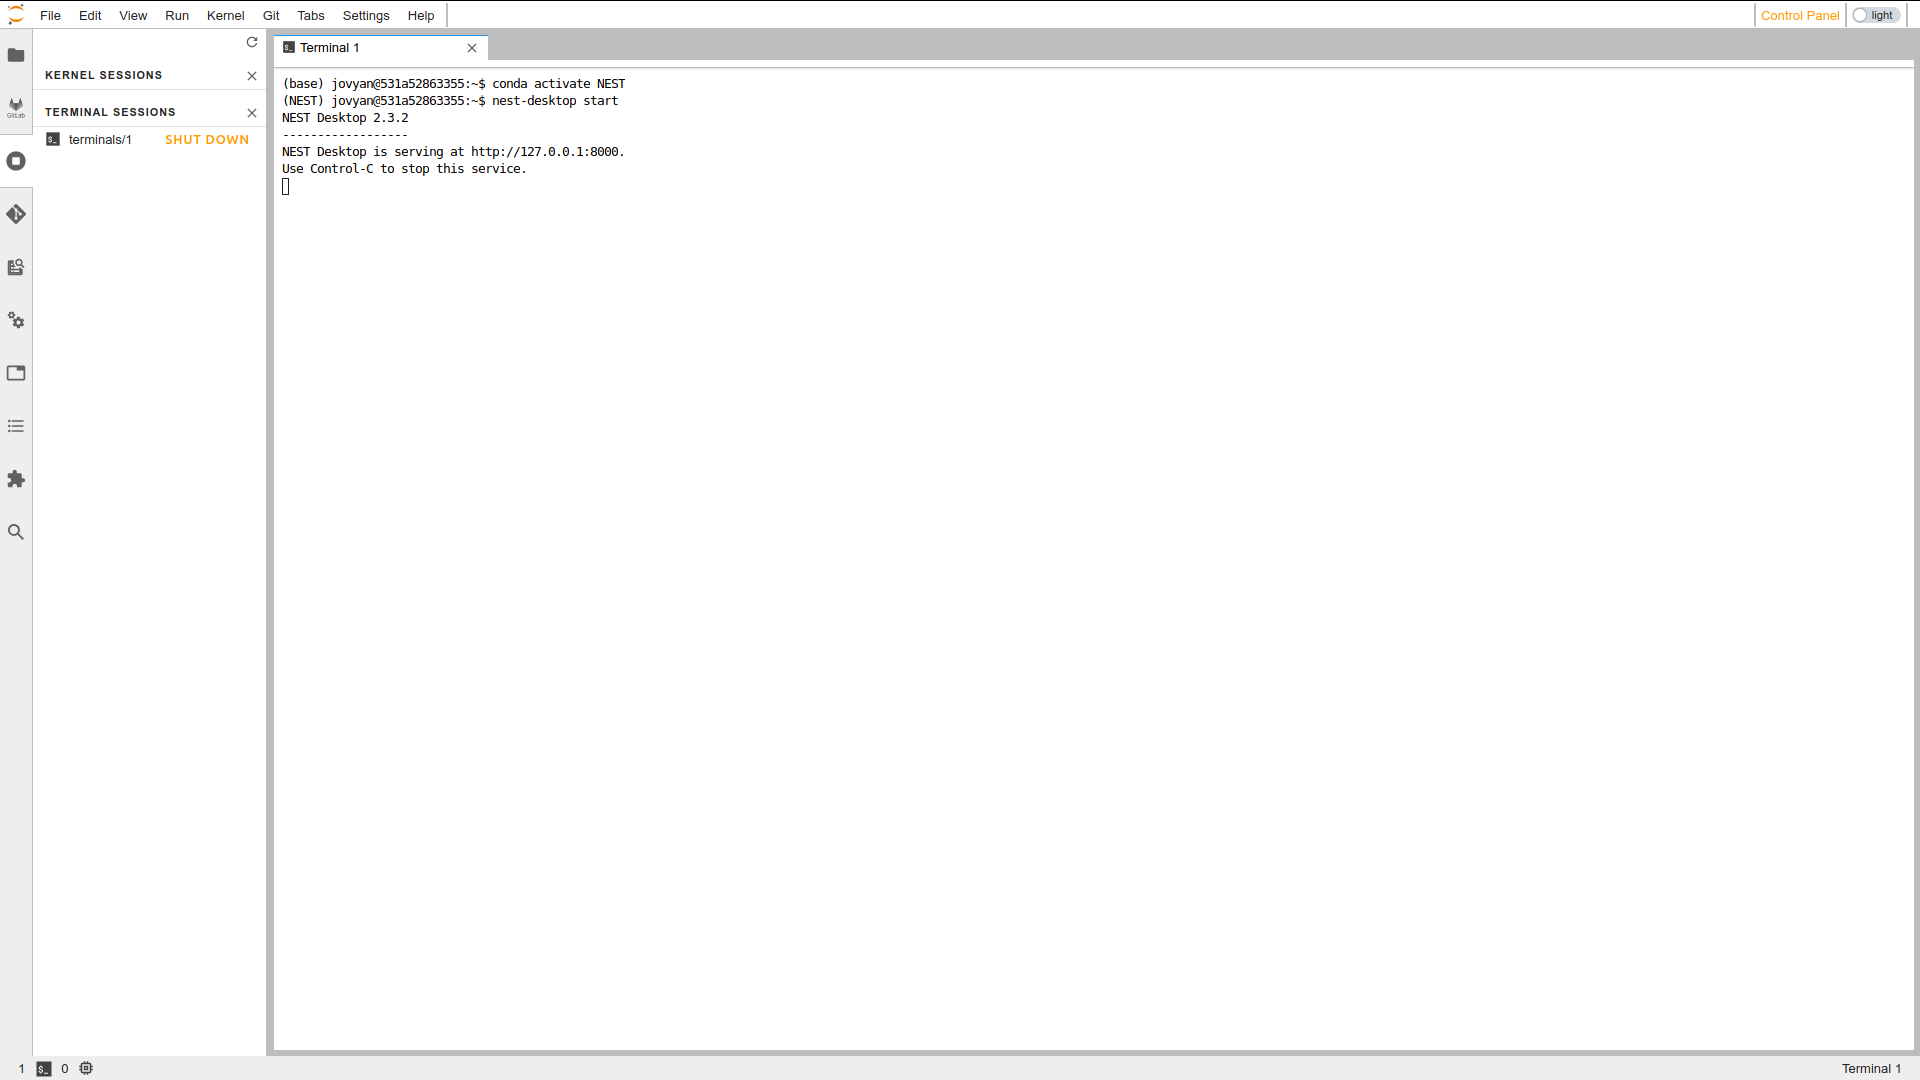 File Edit View Run Kernel Git Tabs Settings Help
Control Panel
light
GitLab
KERNEL SESSIONS
TERMINAL SESSIONS
terminals/1 SHUT DOWN
Terminal 1
(base) jovyan@531a52863355:~$ conda activate NEST
(NEST) jovyan@531a52863355:~$ nest-desktop start
NEST Desktop 2.3.2
------------------
NEST Desktop is serving at http://127.0.0.1:8000.
Use Control-C to stop this service.
1 $_ 0
Terminal 1